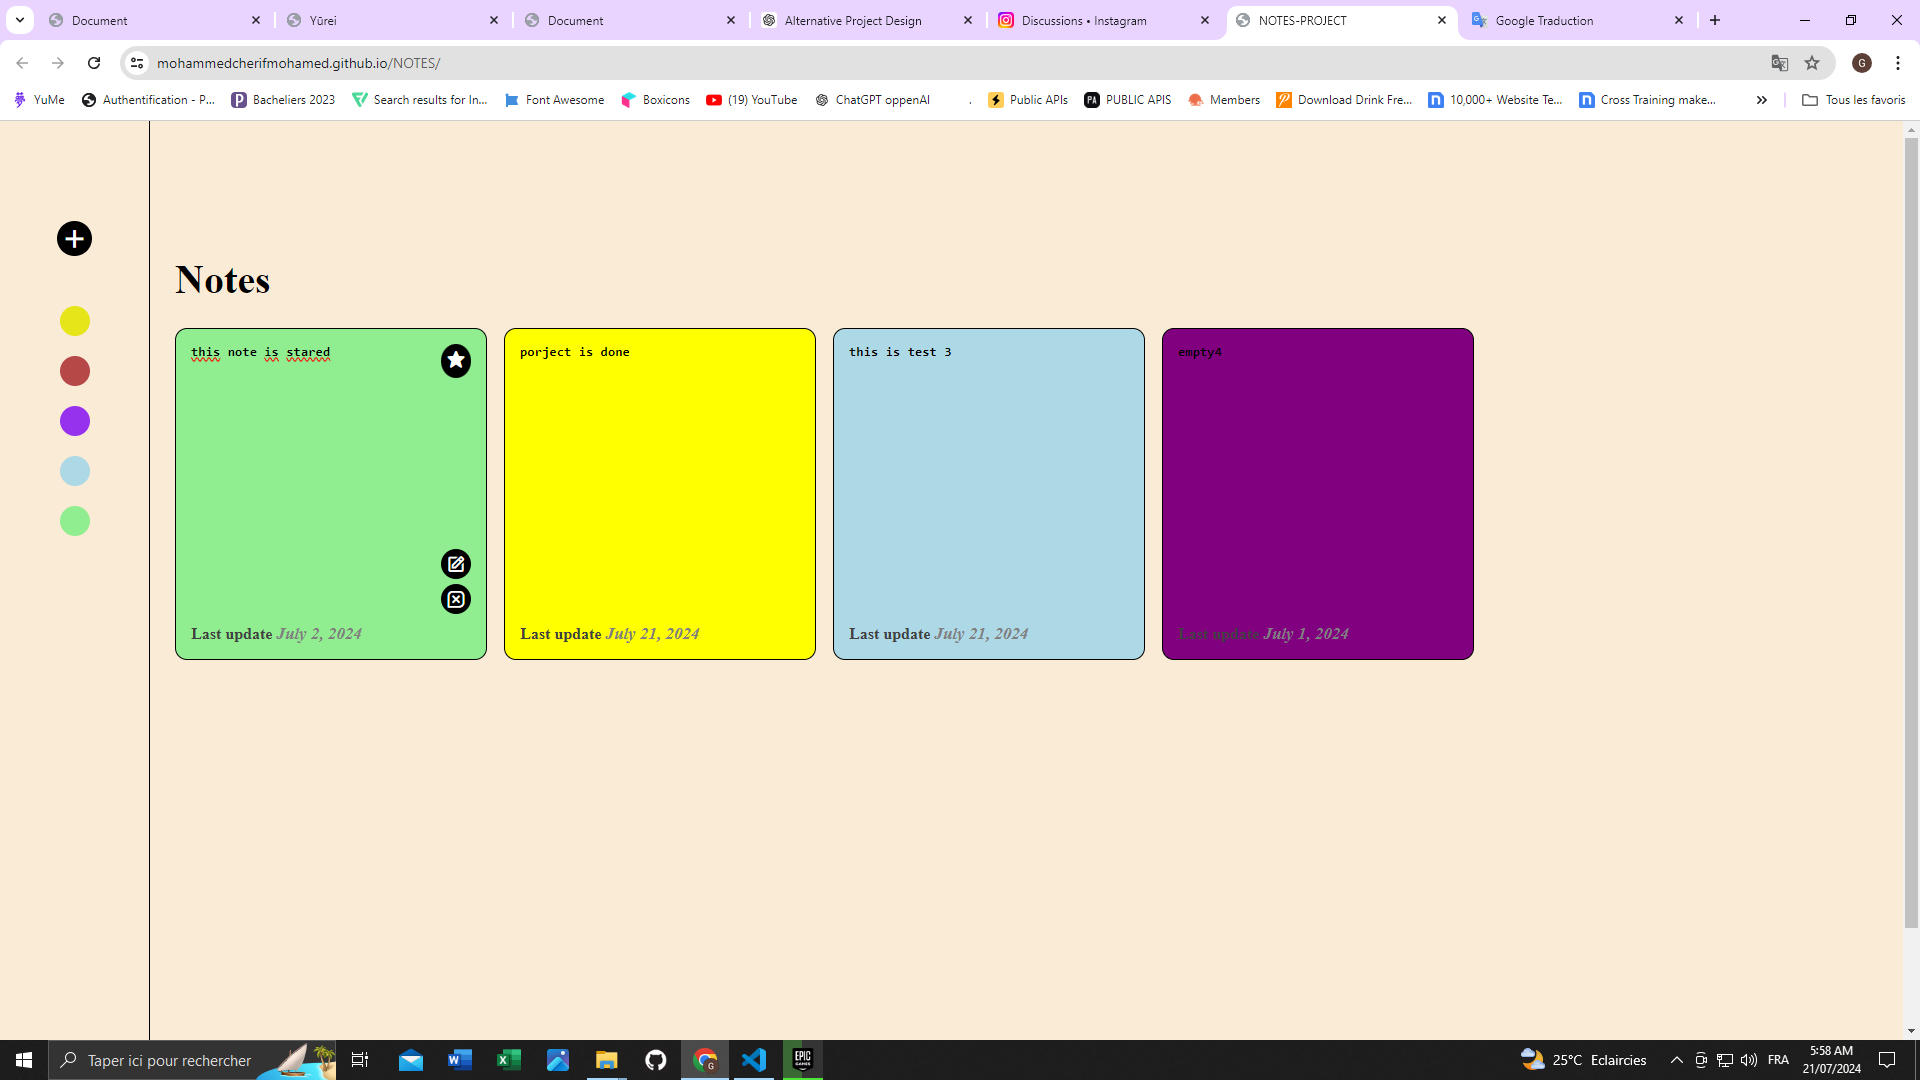 Document
Yūrei
Document
Alternative Project Design
Discussions • Instagram
NOTES-PROJECT
Google Traduction
mohammedcherifmohamed.github.io/NOTES/
G
YuMe
Authentification - P...
Bacheliers 2023
Search results for In...
Font Awesome
Boxicons
(19) YouTube
ChatGPT oppenAI
.
Public APIs
PA
PUBLIC APIS
Members
Download Drink Fre...
10,000+ Website Te...
Cross Training make...
Tous les favoris
Notes
this note is stared
porject is done
this is test 3
empty4
Last update July 2, 2024
Last update July 21, 2024
Last update July 21, 2024
Last update July 1, 2024
Taper ici pour rechercher
EPIC GAMES
25°C Eclaircies
FRA
5:58 AM
21/07/2024